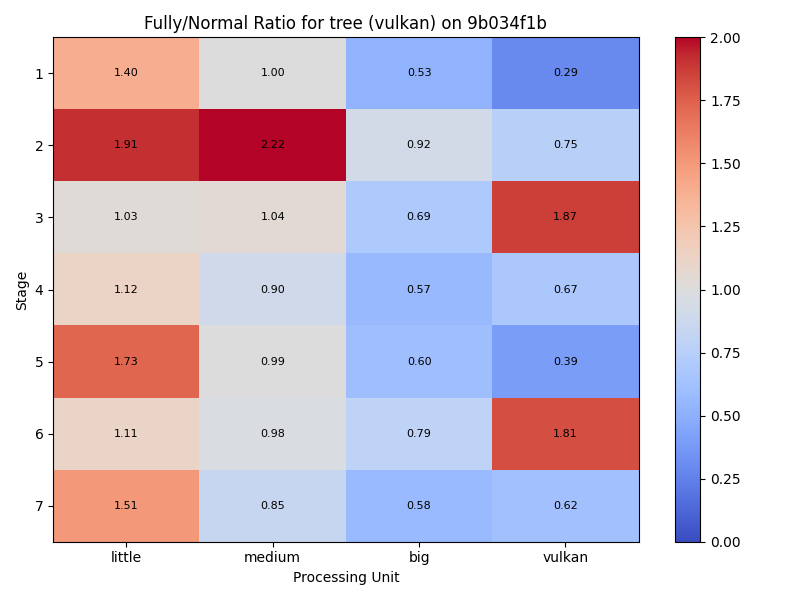 Fully/Normal Ratio for tree (vulkan) on 9b034f1b
2.00
1 1.40 1.00 0.53 0.29
1.75
2 1.91 2.22 0.92 0.75
1.50
3 1.03 1.04 0.69 1.87
1.25
Stage
4 1.12 0.90 0.57 0.67
1.00
0.75
5 1.73 0.99 0.60 0.39
0.50
6 1.11 0.98 0.79 1.81
0.25
7 1.51 0.85 0.58 0.62
0.00
little medium big vulkan
Processing Unit